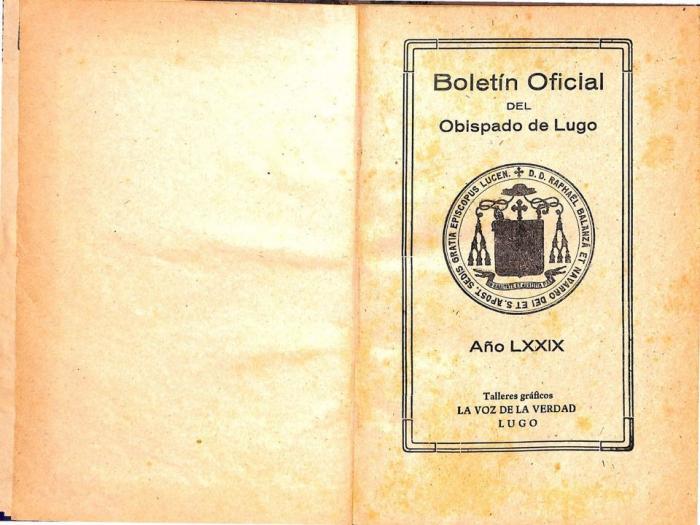 Boletín Oficial
DEL
Obispado de Lugo
✠ D. D. RAPHAEL BALANZÁ ET NAVARRO DEI ET S. APOST. SEDIS GRATIA EPISCOPUS LUCEN.
Año LXXIX
Talleres gráficos
LA VOZ DE LA VERDAD
LUGO